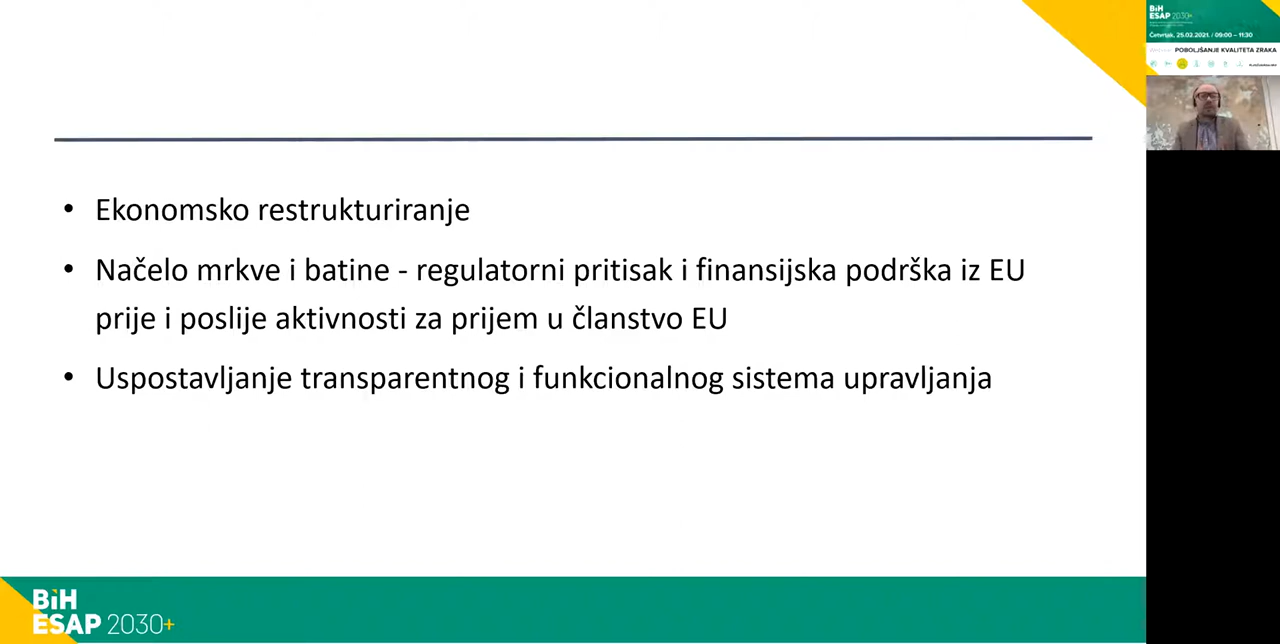 • Ekonomsko restrukturiranje
• Načelo mrkve i batine - regulatorni pritisak i finansijska podrška iz EU
prije i poslije aktivnosti za prijem u članstvo EU
• Uspostavljanje transparentnog i funkcionalnog sistema upravljanja
BiH
ESAP 2030+
BiH
ESAP 2030+
Četvrtak, 25.02.2021. / 09:00 – 11:30
POBOLJŠANJE KVALITETA ZRAKA